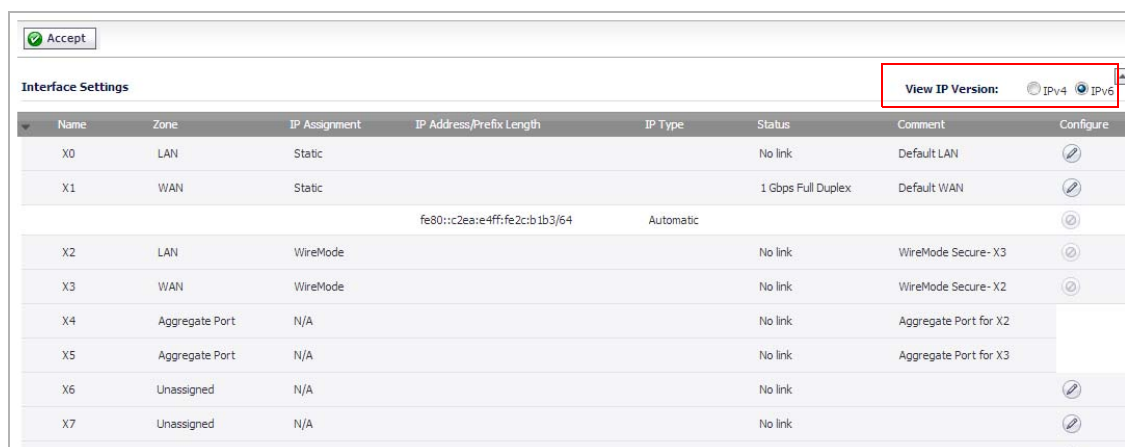 Accept
Interface Settings View IP Version: IPv4 IPv6
Name Zone IP Assignment IP Address/Prefix Length IP Type Status Comment Configure
X0 LAN Static No link Default LAN
X1 WAN Static 1 Gbps Full Duplex Default WAN
fe80::c2ea:e4ff:fe2c:b1b3/64 Automatic
X2 LAN WireMode No link WireMode Secure- X3
X3 WAN WireMode No link WireMode Secure- X2
X4 Aggregate Port N/A No link Aggregate Port for X2
X5 Aggregate Port N/A No link Aggregate Port for X3
X6 Unassigned N/A No link
X7 Unassigned N/A No link